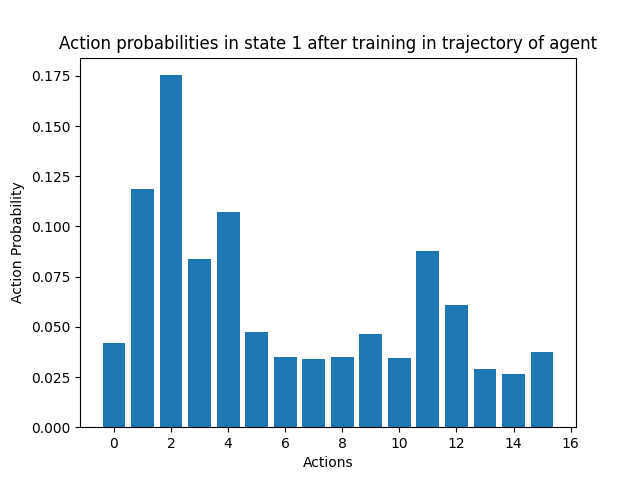 Action probabilities in state 1 after training in trajectory of agent
0.175
0.150
0.125
0.100
0.075
0.050
0.025
0.000
Action Probability
0 2 4 6 8 10 12 14 16
Actions